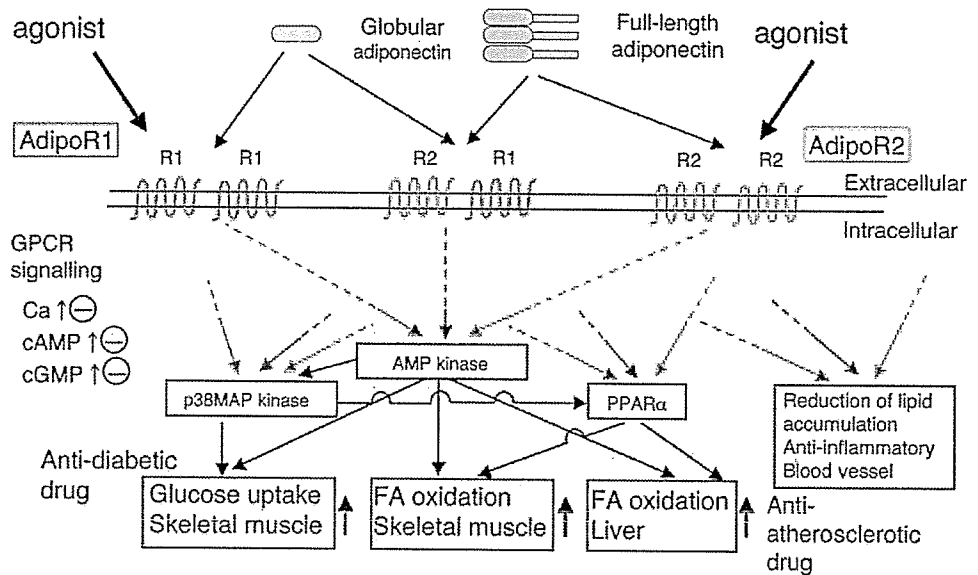 agonist
Globular
adiponectin
Full-length
adiponectin
agonist
AdipoR1
AdipoR2
R1 R1
R2 R1
R2 R2
Extracellular
Intracellular
GPCR
signalling
Ca ↑⊖
cAMP ↑⊖
cGMP ↑⊖
AMP kinase
p38MAP kinase
PPARα
Reduction of lipid
accumulation
Anti-inflammatory
Blood vessel
Anti-diabetic
drug
Glucose uptake
Skeletal muscle
FA oxidation
Skeletal muscle
FA oxidation
Liver
Anti-
atherosclerotic
drug